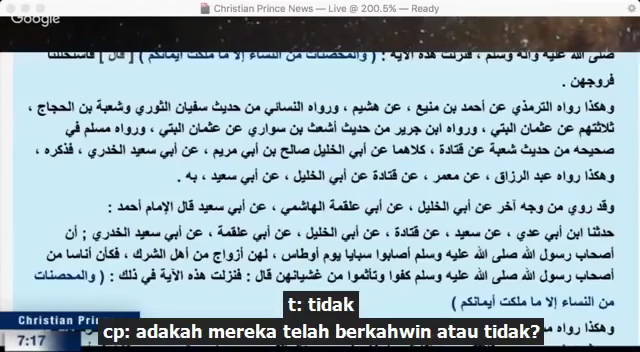 Christian Prince News — Live @ 200.5% — Ready
Google
صلى الله عليه وآله وسلم ، فنزلت هذه الآية : ( والمحصنات من النساء إلا ما ملكت أيمانكم ) [ قال ] فاستحللنا
فروجهن .
وهكذا رواه الترمذي عن أحمد بن منيع ، عن هشيم ، ورواه النسائي من حديث سفيان الثوري وشعبة بن الحجاج ،
ثلاثتهم عن عثمان البتي ، ورواه ابن جرير من حديث أشعث بن سواري عن عثمان البتي ، ورواه مسلم في
صحيحه من حديث شعبة عن قتادة ، كلاهما عن أبي الخليل صالح بن أبي مريم ، عن أبي سعيد الخدري ، فذكره ،
وهكذا رواه عبد الرزاق ، عن معمر ، عن قتادة عن أبي الخليل ، عن أبي سعيد ، به .
وقد روي من وجه آخر عن أبي الخليل ، عن أبي علقمة الهاشمي ، عن أبي سعيد قال الإمام أحمد :
حدثنا ابن أبي عدي ، عن سعيد ، عن قتادة ، عن أبي الخليل ، عن أبي علقمة ، عن أبي سعيد الخدري ; أن
أصحاب رسول الله صلى الله عليه وسلم أصابوا سبايا يوم أوطاس ، لهن أزواج من أهل الشرك ، فكأن أناسا من
أصحاب رسول الله صلى الله عليه وسلم كفوا وتأثموا من غشيانهن قال : فنزلت هذه الآية في ذلك : ( والمحصنات
من النساء إلا ما ملكت أيمانكم )
t: tidak
Christian Prin
cp: adakah mereka telah berkahwin atau tidak?
7:17
وهكذا رواه